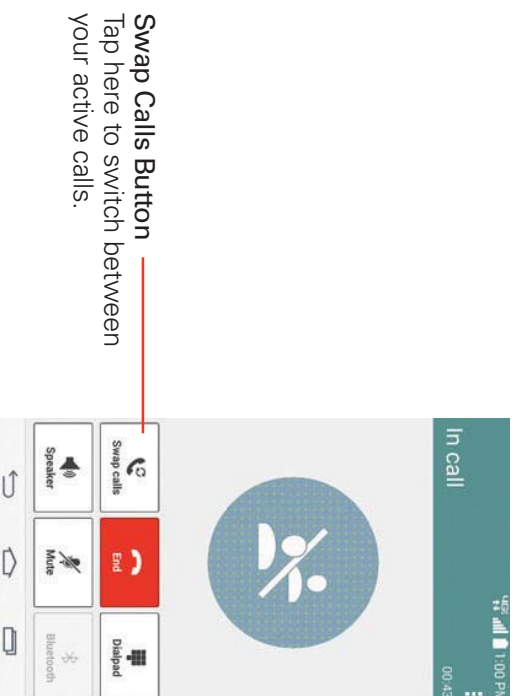 Swap Calls Button
Tap here to switch between
your active calls.
4GE 1:00 PM
In call
00:43
Swap calls
End
Dialpad
Speaker
Mute
Bluetooth